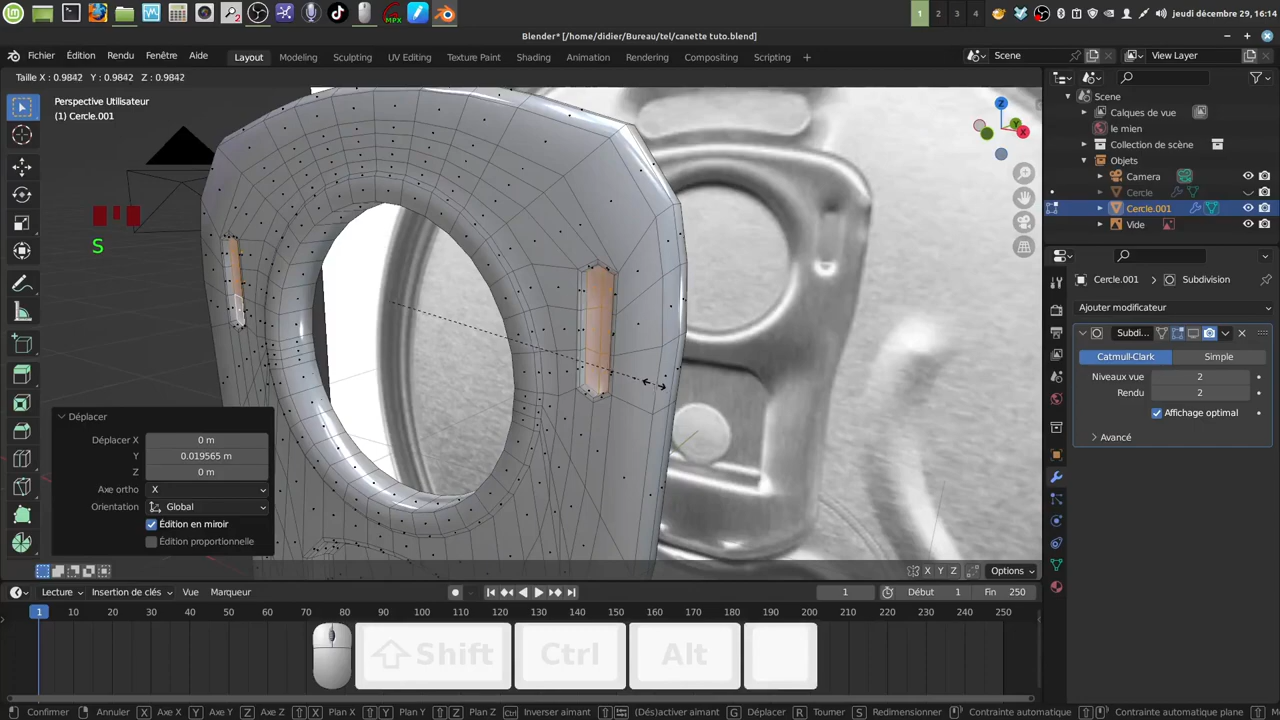 jeudi décembre 29, 16:14
Blender* [/home/didier/Bureau/tel/canette tuto.blend]
Fichier Édition Rendu Fenêtre Aide Layout Modeling Sculpting UV Editing Texture Paint Shading Animation Rendering Compositing Scripting Scene View Layer
Taille X : 0.9842 Y : 0.9842 Z : 0.9842
Perspective Utilisateur
(1) Cercle.001
S
Déplacer
Déplacer X 0 m
Y 0.019565 m
Z 0 m
Axe ortho X
Orientation Global
Édition en miroir
Édition proportionnelle
X Y Z Options
Scene
Calques de vue
le mien
Collection de scène
Objets
Camera
Cercle
Cercle.001
Vide
Cercle.001 Subdivision
Ajouter modificateur
Subdi...
Catmull-Clark Simple
Niveaux vue 2
Rendu 2
Affichage optimal
Avancé
Lecture Insertion de clés Vue Marqueur 1 Début 1 Fin 250
1 10 20 30 40 50 60 70 80 90 100 110 120 130 140 150 160 170 180 190 200 210 220 230 240 250
Shift Ctrl Alt
Confirmer Annuler X Axe X Y Axe Y Z Axe Z X Plan X Y Plan Y Z Plan Z Ctrl Inverser aimant (Dés)activer aimant G Déplacer R Tourner S Redimensionner Contrainte automatique Contrainte automatique plane